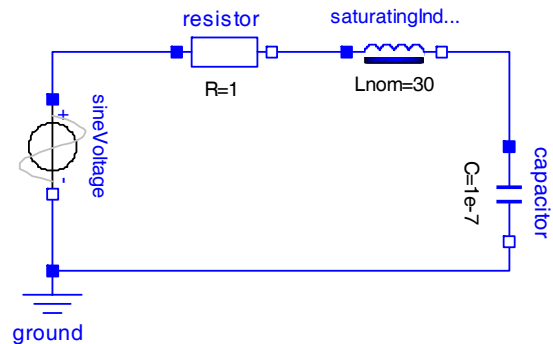 resistor
saturatingInd...
R=1
Lnom=30
+
sineVoltage
-
C=1e-7
capacitor
ground